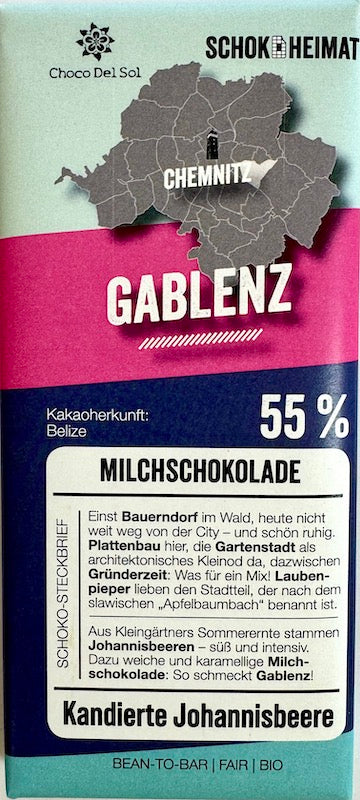 Choco Del Sol
SCHOKHEIMAT
CHEMNITZ
GABLENZ
Kakaoherkunft:
Belize
55 %
MILCHSCHOKOLADE
SCHOKO-STECKBRIEF
Einst Bauerndorf im Wald, heute nicht
weit weg von der City – und schön ruhig.
Plattenbau hier, die Gartenstadt als
architektonisches Kleinod da, dazwischen
Gründerzeit: Was für ein Mix! Lauben-
pieper lieben den Stadtteil, der nach dem
slawischen „Apfelbaumbach“ benannt ist.
Aus Kleingärtners Sommerernte stammen
Johannisbeeren – süß und intensiv.
Dazu weiche und karamellige Milch-
schokolade: So schmeckt Gablenz!
Kandierte Johannisbeere
BEAN-TO-BAR | FAIR | BIO